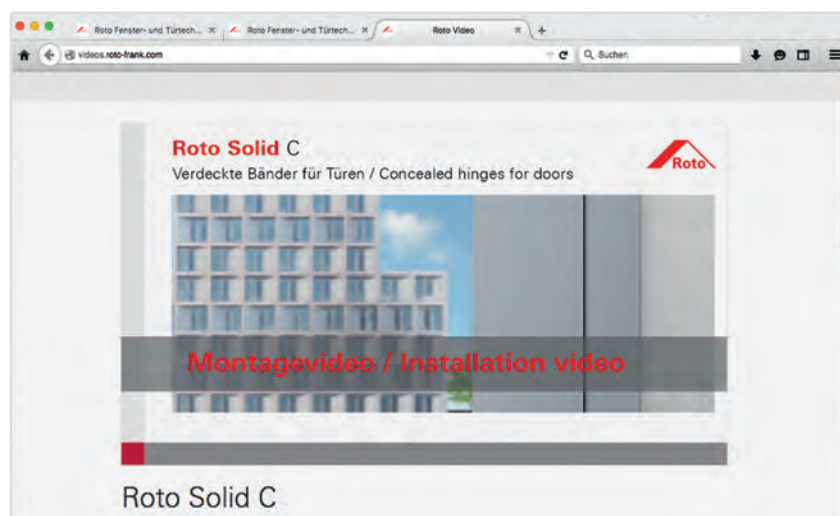 Roto Fenster- und Türtech...
Roto Fenster- und Türtech...
Roto Video
videos.roto-frank.com
Suchen
Roto Solid C
Roto
Verdeckte Bänder für Türen / Concealed hinges for doors
Montagevideo / Installation video
Roto Solid C